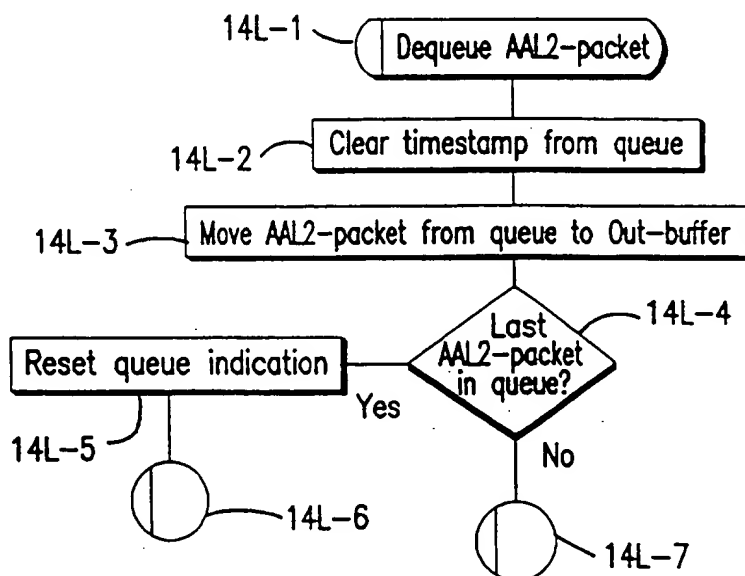 14L-1
Dequeue AAL2-packet
14L-2
Clear timestamp from queue
14L-3
Move AAL2-packet from queue to Out-buffer
14L-4
Last
AAL2-packet
in queue?
Reset queue indication
Yes
14L-5
No
14L-6
14L-7